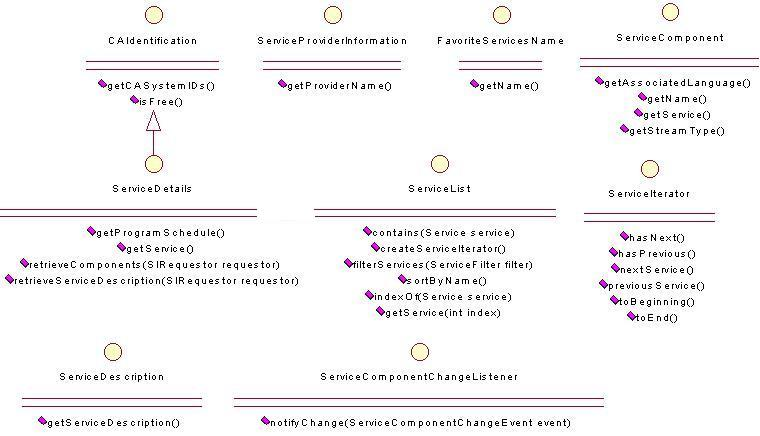 CAIdentification
getCASystemIDs()
isFree()
ServiceProviderInformation
getProviderName()
FavoriteServicesName
getName()
ServiceComponent
getAssociatedLanguage()
getName()
getService()
getStreamType()
ServiceDetails
getProgramSchedule()
getService()
retrieveComponents(SIRequestor requestor)
retrieveServiceDescription(SIRequestor requestor)
ServiceList
contains(Service service)
createServiceIterator()
filterServices(ServiceFilter filter)
sortByName()
indexOf(Service service)
getService(int index)
ServiceIterator
hasNext()
hasPrevious()
nextService()
previousService()
toBeginning()
toEnd()
ServiceDescription
getServiceDescription()
ServiceComponentChangeListener
notifyChange(ServiceComponentChangeEvent event)